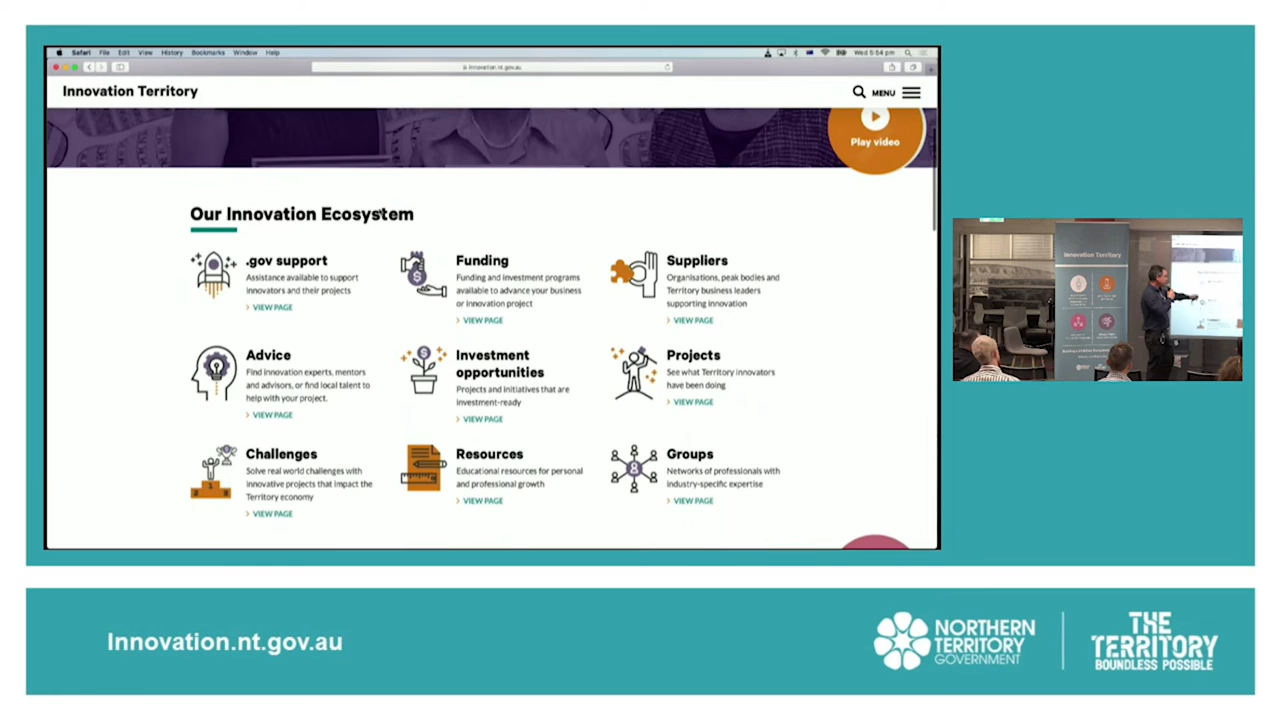 Safari File Edit View History Bookmarks Window Help
Wed 5:54 pm
innovation.nt.gov.au
Innovation Territory
MENU
Play video
Our Innovation Ecosystem
.gov support
Assistance available to support
innovators and their projects
VIEW PAGE
Funding
Funding and investment programs
available to advance your business
or innovation project
VIEW PAGE
Suppliers
Organisations, peak bodies and
Territory business leaders
supporting innovation
VIEW PAGE
Advice
Find innovation experts, mentors
and advisors, or find local talent to
help with your project.
VIEW PAGE
Investment
opportunities
Projects and initiatives that are
investment-ready
VIEW PAGE
Projects
See what Territory innovators
have been doing
VIEW PAGE
Challenges
Solve real world challenges with
innovative projects that impact the
Territory economy
VIEW PAGE
Resources
Educational resources for personal
and professional growth
VIEW PAGE
Groups
Networks of professionals with
industry-specific expertise
VIEW PAGE
Innovation Territory
Innovation.nt.gov.au
NORTHERN
TERRITORY
GOVERNMENT
THE
TERRITORY
BOUNDLESS POSSIBLE